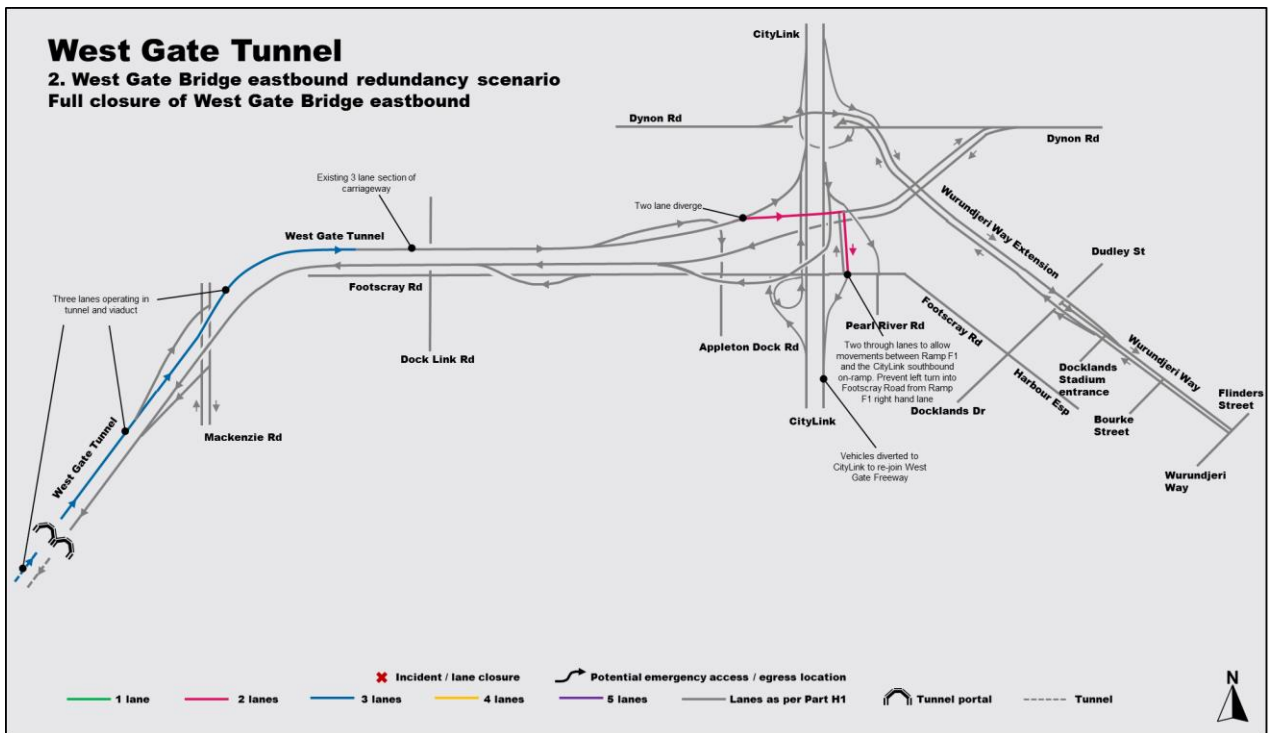 West Gate Tunnel
2. West Gate Bridge eastbound redundancy scenario
Full closure of West Gate Bridge eastbound
CityLink
Dynon Rd
Dynon Rd
Existing 3 lane section of
carriageway
Two lane diverge
West Gate Tunnel
Wurundjeri Way Extension
Dudley St
Three lanes operating in
tunnel and viaduct
Footscray Rd
Footscray Rd
Pearl River Rd
Appleton Dock Rd
Dock Link Rd
Two through lanes to allow
movements between Ramp F1
and the CityLink southbound
on-ramp. Prevent left turn into
Footscray Road from Ramp
F1 right hand lane
Wurundjeri Way
Docklands
Stadium
entrance
Harbour Esp
Docklands Dr
Flinders
Street
Bourke
Street
CityLink
Mackenzie Rd
West Gate Tunnel
Vehicles diverted to
CityLink to re-join West
Gate Freeway
Wurundjeri
Way
Incident / lane closure
Potential emergency access / egress location
N
1 lane
2 lanes
3 lanes
4 lanes
5 lanes
Lanes as per Part H1
Tunnel portal
Tunnel